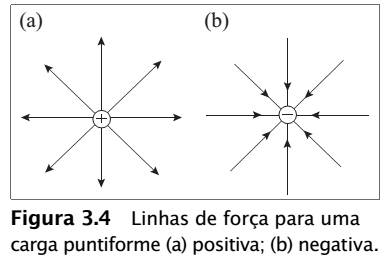 (a) (b)
+ −
Figura 3.4 Linhas de força para uma
carga puntiforme (a) positiva; (b) negativa.